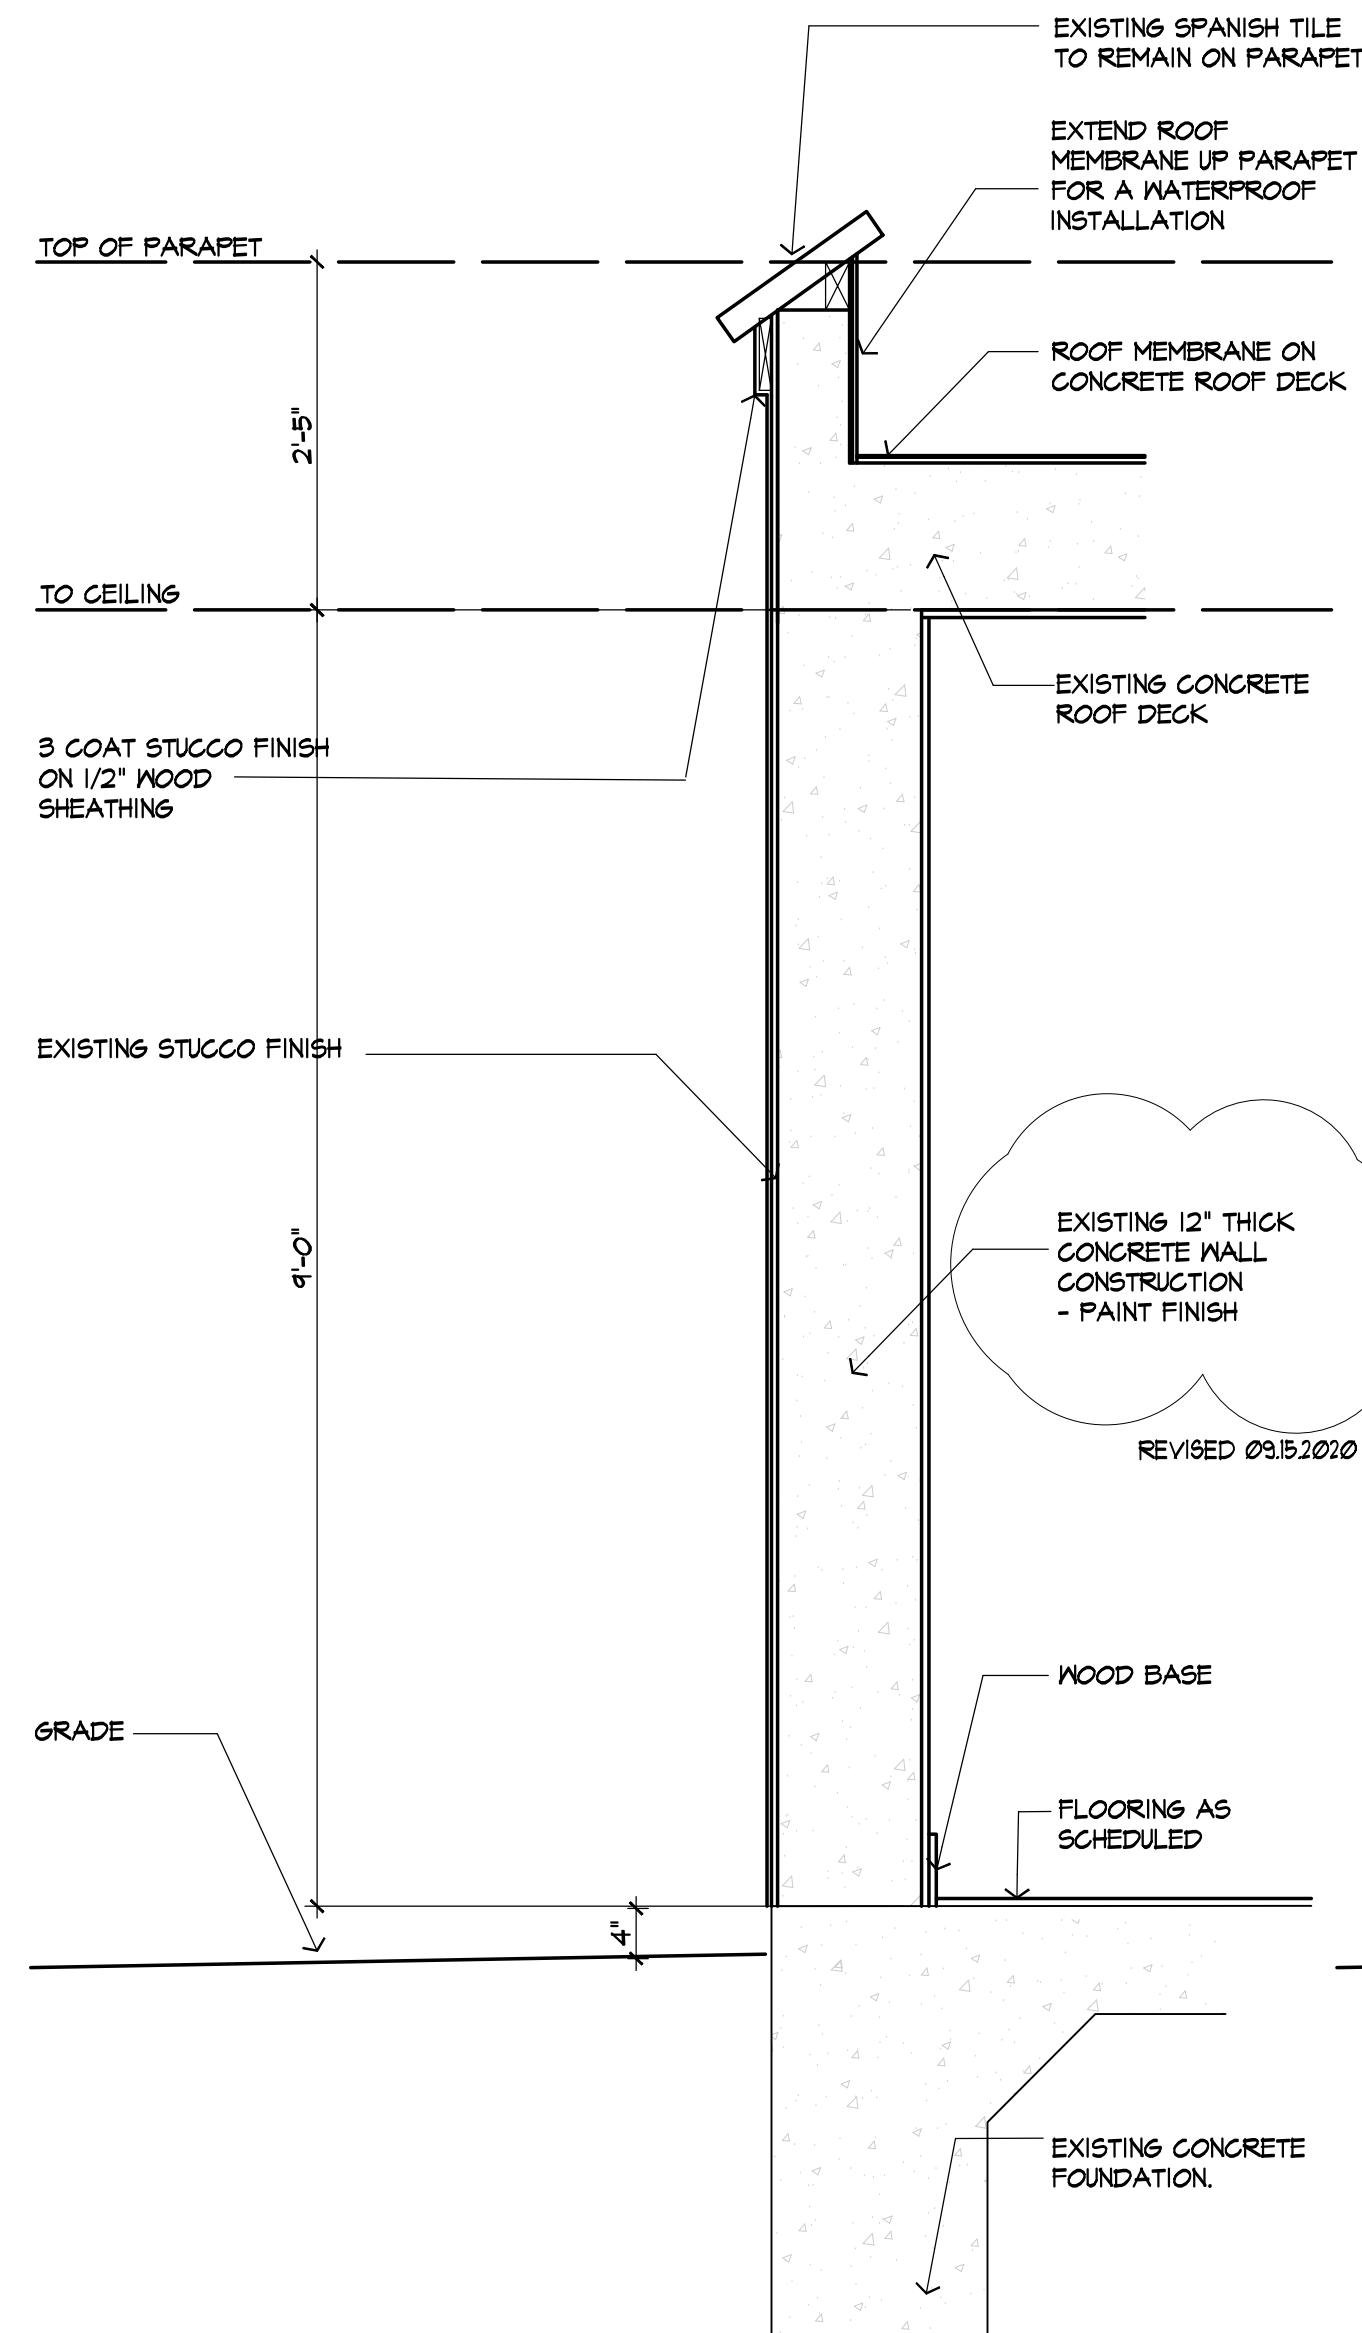 EXISTING SPANISH TILE
TO REMAIN ON PARAPET
EXTEND ROOF
MEMBRANE UP PARAPET
FOR A WATERPROOF
INSTALLATION
TOP OF PARAPET
ROOF MEMBRANE ON
CONCRETE ROOF DECK
2'-5"
TO CEILING
EXISTING CONCRETE
ROOF DECK
3 COAT STUCCO FINISH
ON 1/2" WOOD
SHEATHING
EXISTING STUCCO FINISH
9'-0"
EXISTING 12" THICK
CONCRETE WALL
CONSTRUCTION
- PAINT FINISH
REVISED 09.15.2020
WOOD BASE
GRADE
FLOORING AS
SCHEDULED
4"
EXISTING CONCRETE
FOUNDATION.